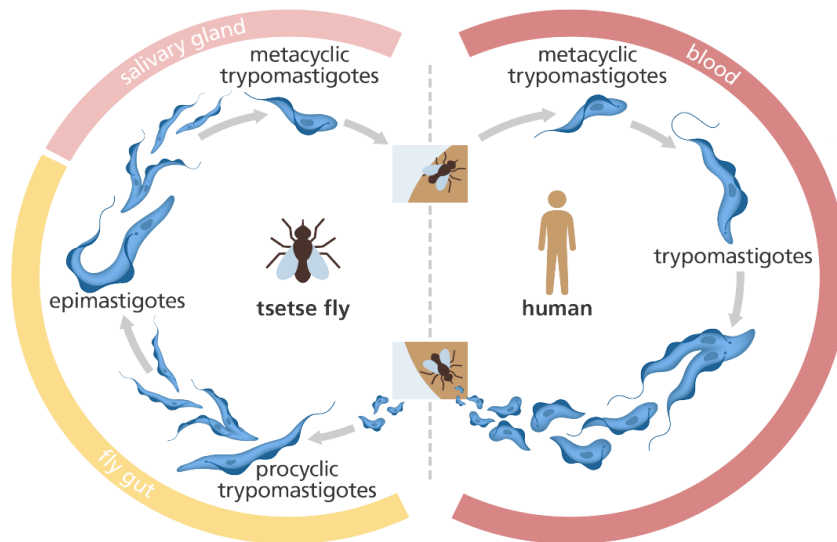 salivary gland
metacyclic
trypomastigotes
metacyclic
trypomastigotes
blood
epimastigotes
tsetse fly
human
trypomastigotes
fly gut
procyclic
trypomastigotes